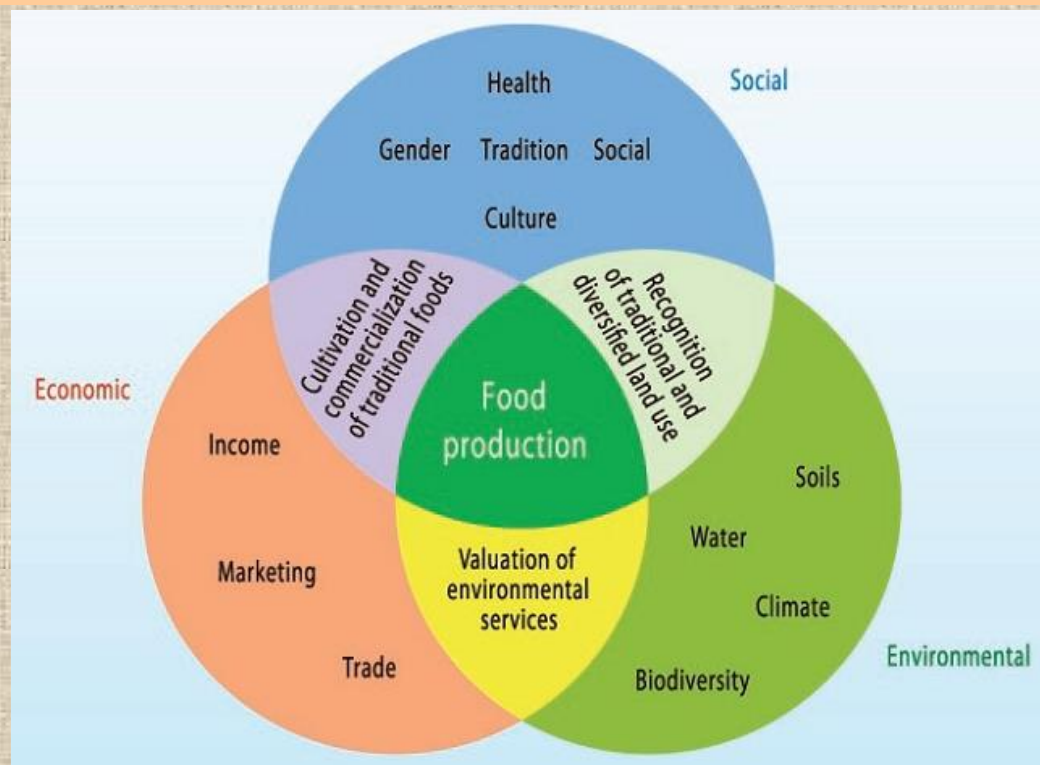 Health
Social
Gender Tradition Social
Culture
Cultivation and
commercialization
of traditional foods
Recognition
of traditional and
diversified land use
Economic
Food
production
Income
Soils
Water
Valuation of
environmental
services
Marketing
Climate
Environmental
Trade
Biodiversity